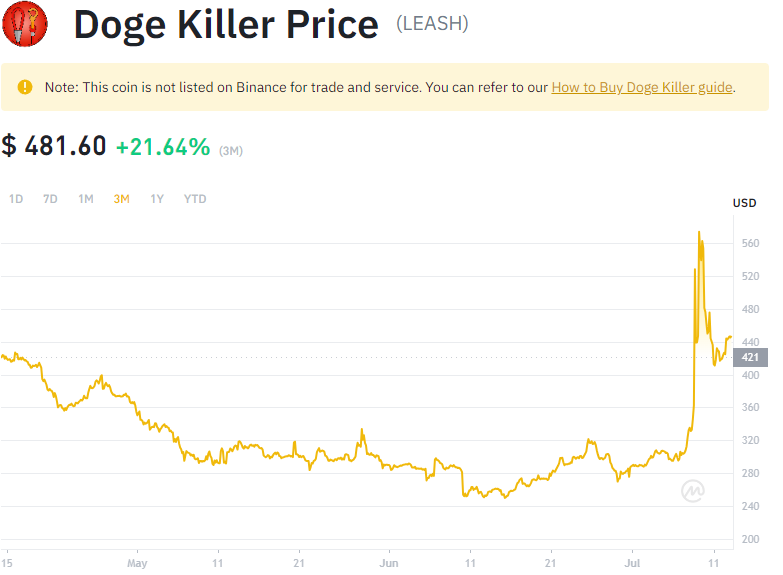 Doge Killer Price (LEASH)
Note: This coin is not listed on Binance for trade and service. You can refer to our How to Buy Doge Killer guide.
$ 481.60 +21.64% (3M)
1D 7D 1M 3M 1Y YTD
USD
560
520
480
440
421
400
360
320
280
240
200
15 May 11 21 Jun 11 21 Jul 11